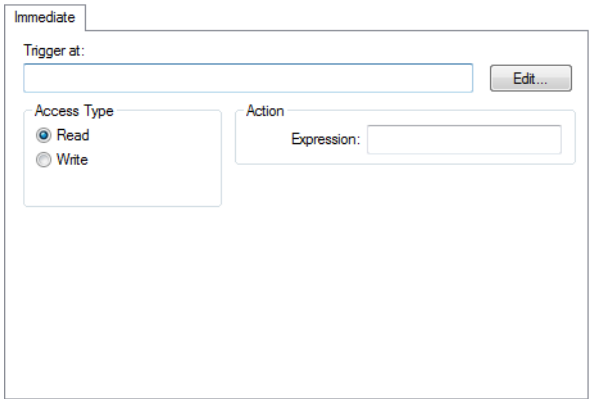 Immediate
Trigger at:
Edit...
Access Type
Read
Write
Action
Expression: